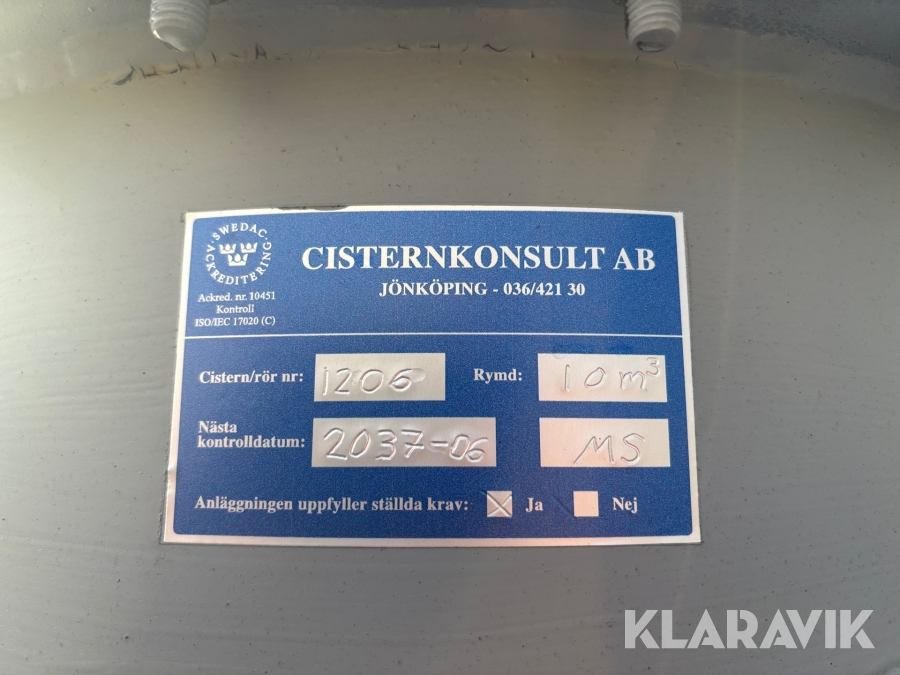 SWEDAC
ACKREDITERING
Ackred. nr. 10451
Kontroll
ISO/IEC 17020 (C)
CISTERNKONSULT AB
JÖNKÖPING - 036/421 30
Cistern/rör nr: 1206 Rymd: 10 m³
Nästa
kontrolldatum: 2037-06 MS
Anläggningen uppfyller ställda krav: Ja Nej
KLARAVIK